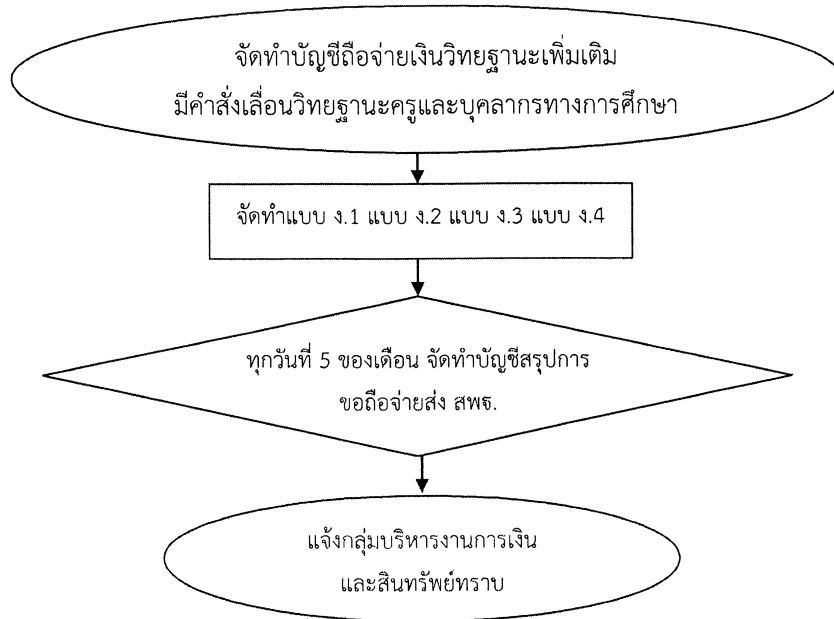 จัดทำบัญชีถือจ่ายเงินวิทยฐานะเพิ่มเติม
มีคำสั่งเลื่อนวิทยฐานะครูและบุคลากรทางการศึกษา
จัดทำแบบ ง.1 แบบ ง.2 แบบ ง.3 แบบ ง.4
ทุกวันที่ 5 ของเดือน จัดทำบัญชีสรุปการ
ขอถือจ่ายส่ง สพฐ.
แจ้งกลุ่มบริหารงานการเงิน
และสินทรัพย์ทราบ